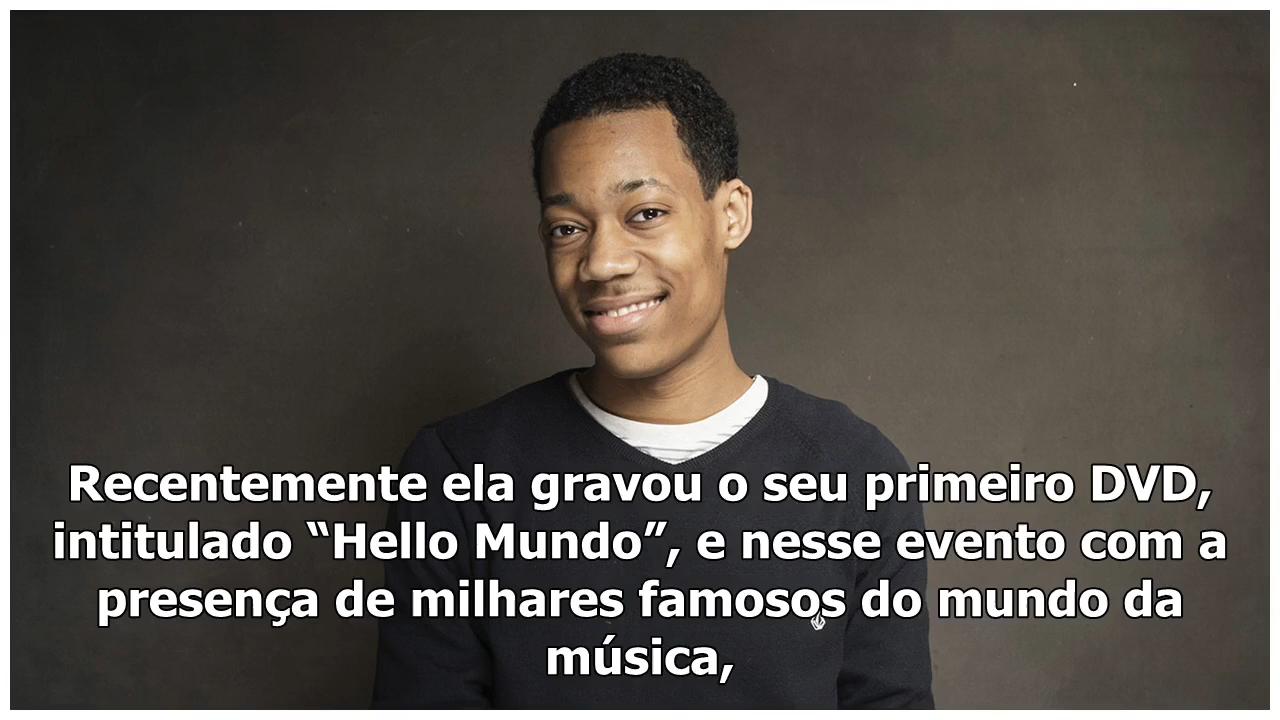 Recentemente ela gravou o seu primeiro DVD,
intitulado “Hello Mundo”, e nesse evento com a
presença de milhares famosos do mundo da
música,